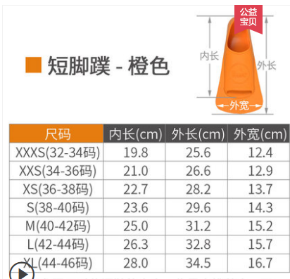 公益
宝贝
短脚蹼 - 橙色
内长
外长
外宽
尺码 内长(cm) 外长(cm) 外宽(cm)
XXXS(32-34码) 19.8 25.6 12.4
XXS(34-36码) 21.0 26.6 12.9
XS(36-38码) 22.7 28.2 13.7
S(38-40码) 23.6 29.6 14.3
M(40-42码) 25.0 31.2 15.2
L(42-44码) 26.3 32.8 15.7
XL(44-46码) 28.0 34.5 16.7